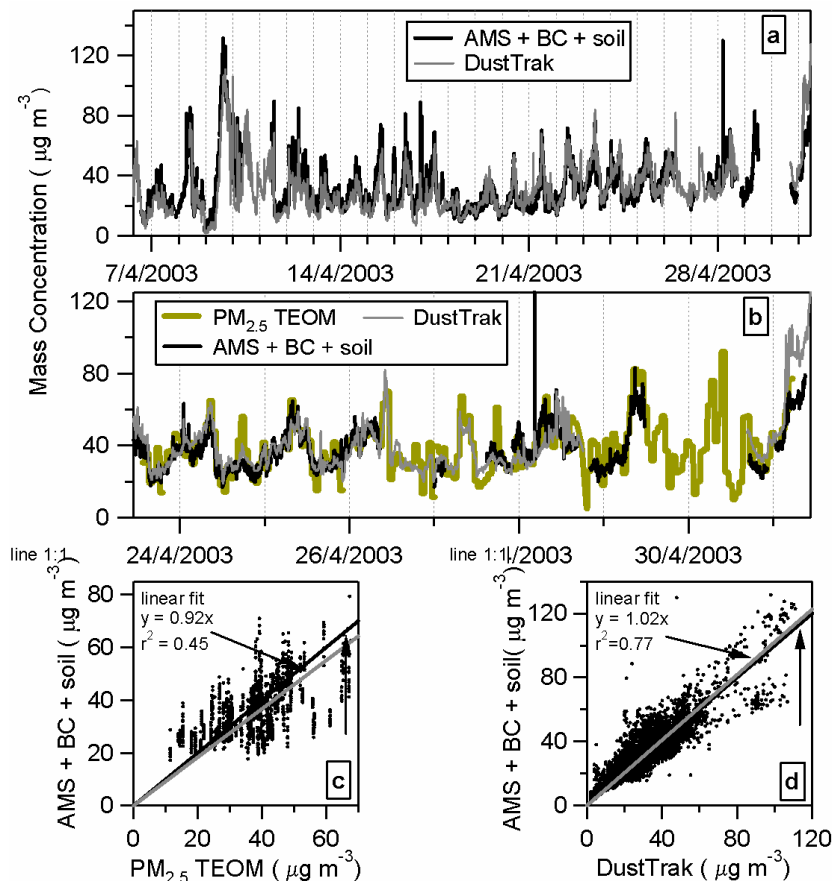 Mass Concentration ( μg m⁻³)
150
120
80
40
0
AMS + BC + soil
DustTrak
a
7/4/2003
14/4/2003
21/4/2003
28/4/2003
120
80
40
0
PM₂.₅ TEOM
DustTrak
AMS + BC + soil
b
24/4/2003
26/4/2003
/2003
30/4/2003
line 1:1
line 1:1
AMS + BC + soil ( μg m⁻³)
80
60
40
20
0
linear fit
y = 0.92x
r² = 0.45
c
0
20
40
60
PM₂.₅ TEOM ( μg m⁻³)
AMS + BC + soil( μg m⁻³)
120
80
40
0
linear fit
y = 1.02x
r²=0.77
d
0
40
80
120
DustTrak ( μg m⁻³)